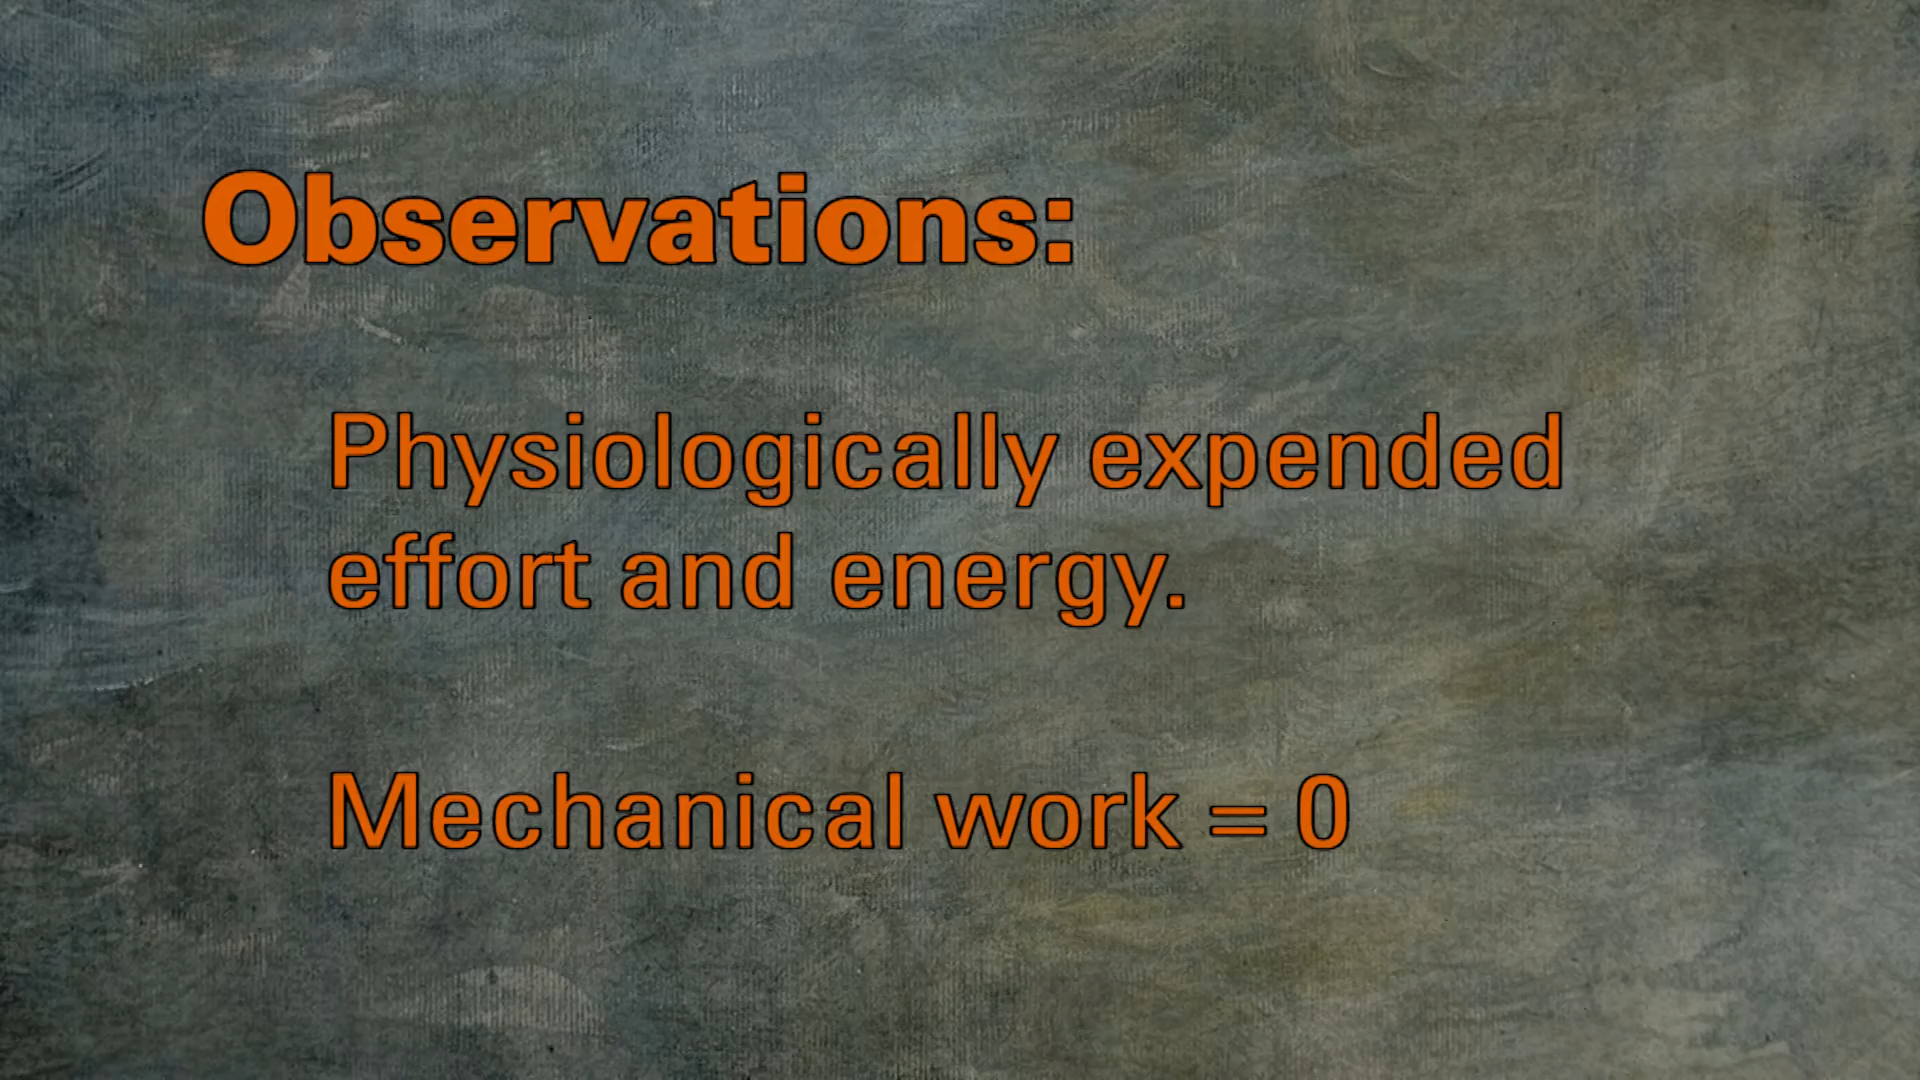 Observations:
Physiologically expended
effort and energy.
Mechanical work = 0